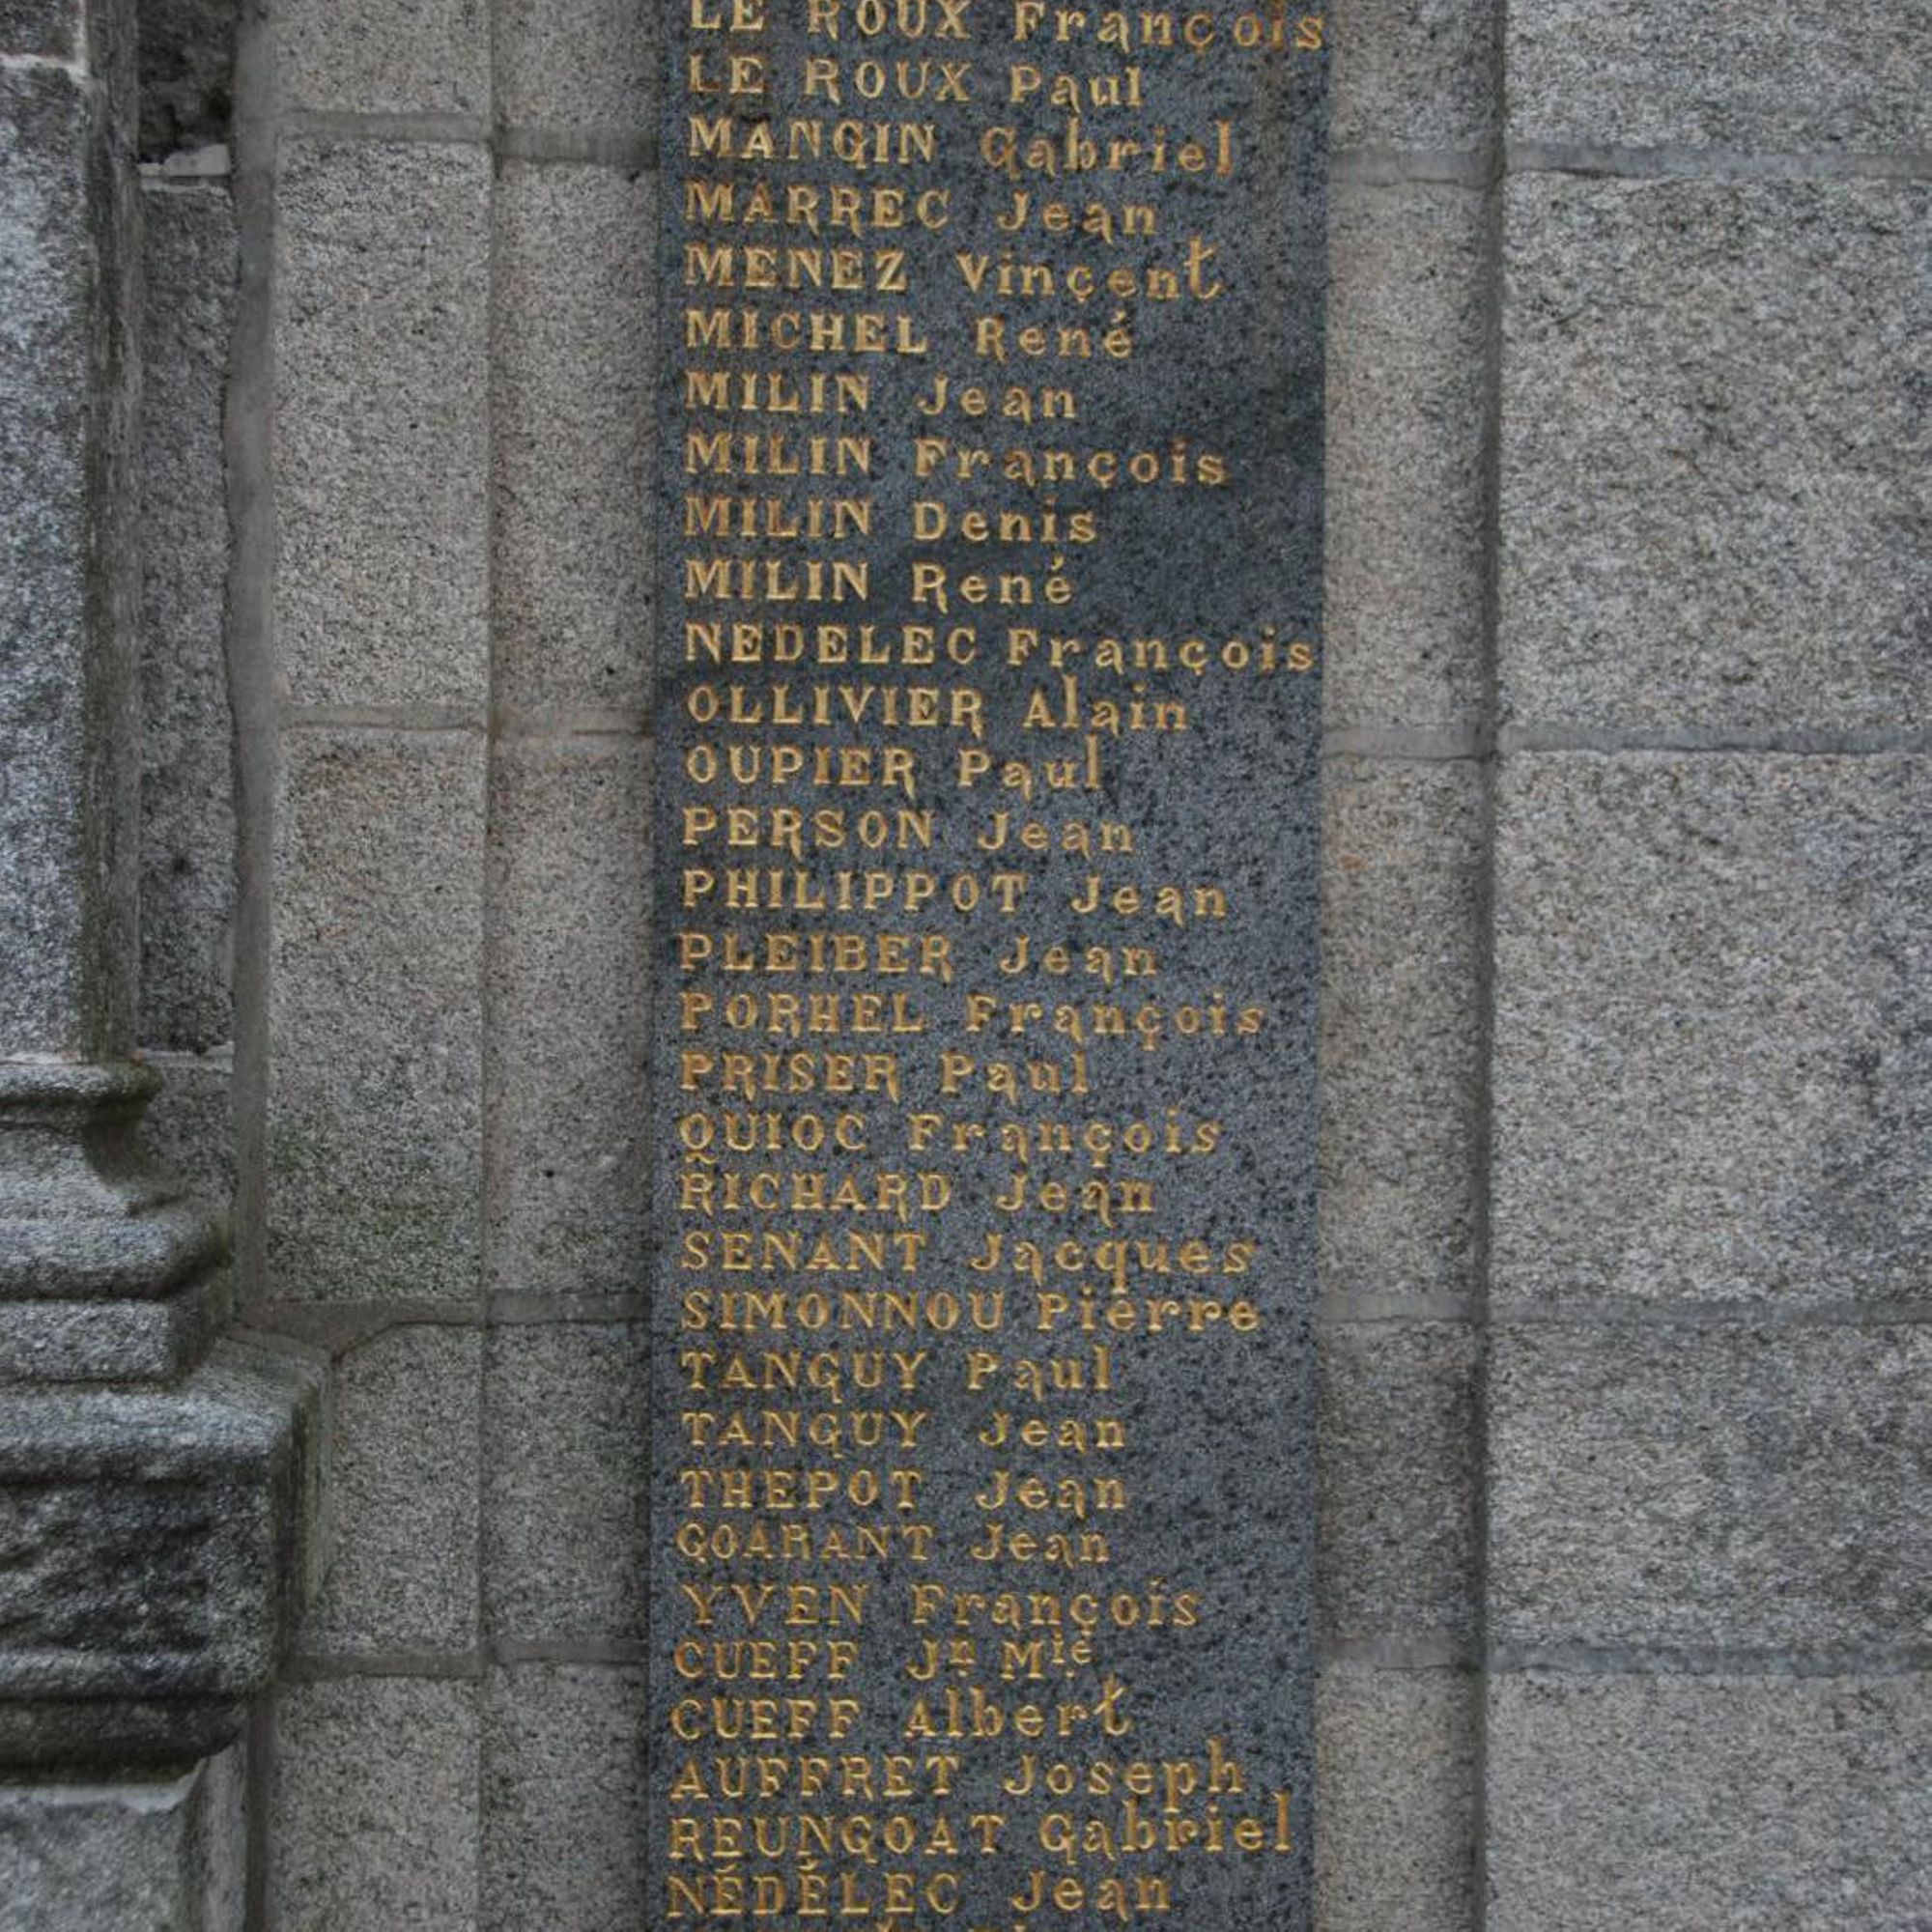 LE ROUX François
LE ROUX Paul
MANGIN Gabriel
MARREC Jean
MENEZ Vinçent
MICHEL René
MILIN Jean
MILIN François
MILIN Denis
MILIN René
NEDELEC François
OLLIVIER Alain
OUPIER Paul
PERSON Jean
PHILIPPOT Jean
PLEIBER Jean
PORHEL François
PRISER Paul
QUIOC François
RICHARD Jean
SENANT Jacques
SIMONNOU Pierre
TANGUY Paul
TANGUY Jean
THEPOT Jean
GOARANT Jean
YVEN François
CUEFF Jn Mie
CUEFF Albert
AUFFRET Joseph
REUNGOAT Gabriel
NÉDÉLEC Jean